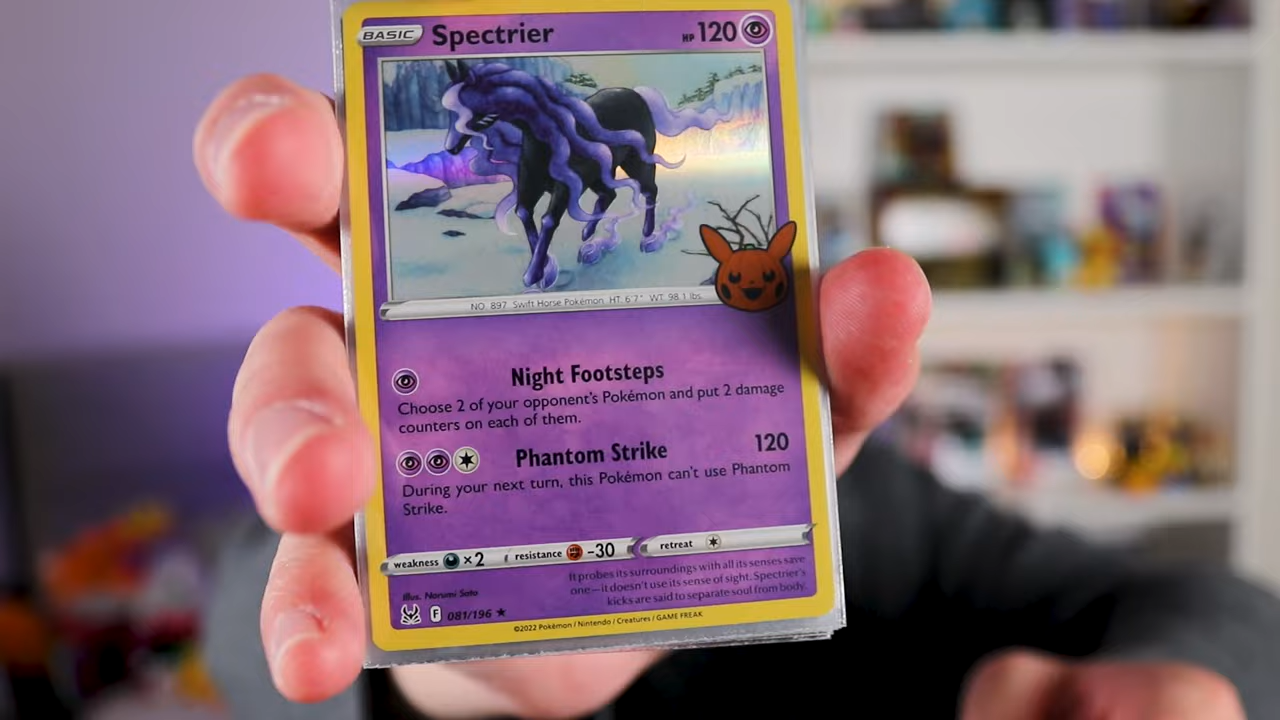 BASIC Spectrier HP 120
NO. 897 Swift Horse Pokémon HT: 6'7" WT: 98.1 lbs.
Night Footsteps
Choose 2 of your opponent's Pokémon and put 2 damage
counters on each of them.
Phantom Strike 120
During your next turn, this Pokémon can't use Phantom
Strike.
weakness ×2 resistance -30 retreat
It probes its surroundings with all its senses save
one—it doesn't use its sense of sight. Spectrier's
kicks are said to separate soul from body.
Illus. Narumi Sato
F 081/196 ★
©2022 Pokémon / Nintendo / Creatures / GAME FREAK